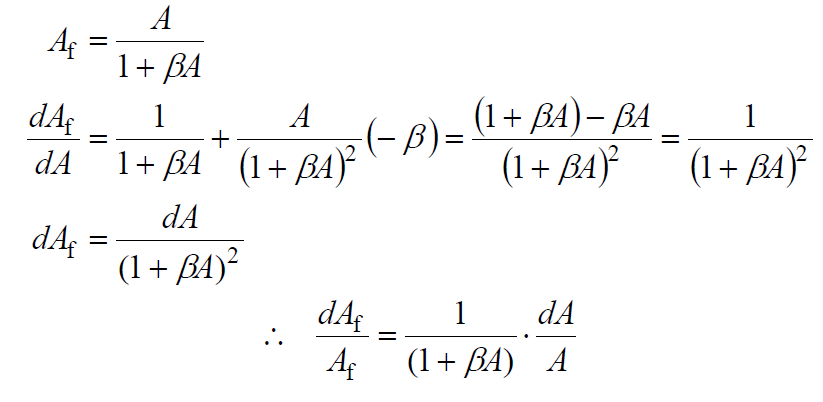 A_f = A / (1 + βA)
dA_f / dA = 1 / (1 + βA) + A / (1 + βA)² (− β) = ((1 + βA) − βA) / (1 + βA)² = 1 / (1 + βA)²
dA_f = dA / (1 + βA)²
∴ dA_f / A_f = 1 / (1 + βA) · dA / A